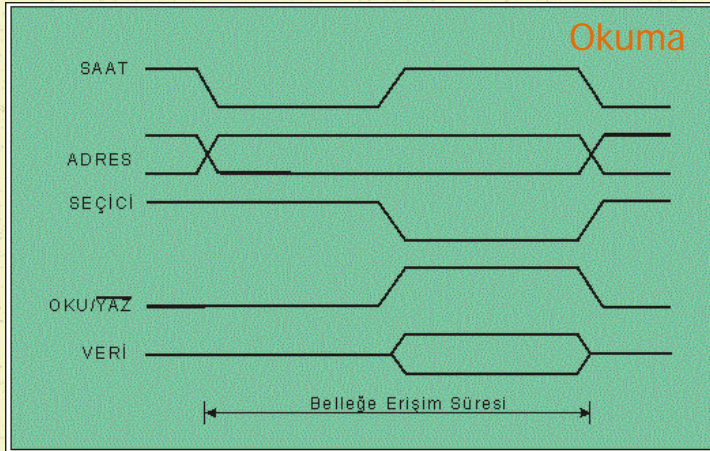 Okuma
SAAT
ADRES
SEÇİCİ
OKU/YAZ
VERİ
Belleğe Erişim Süresi